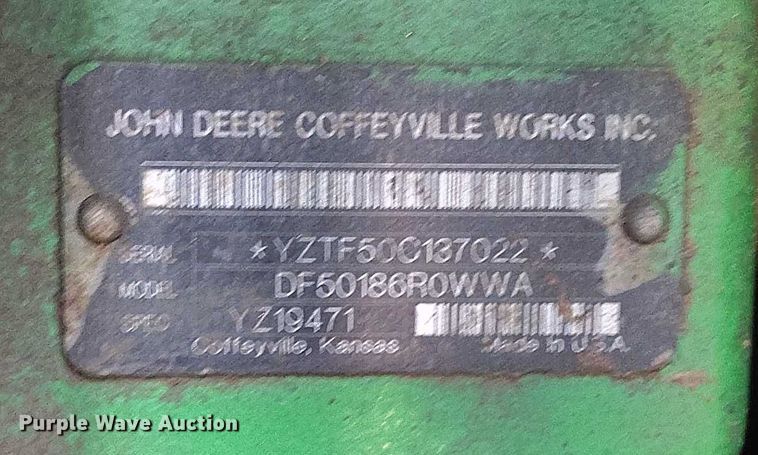 JOHN DEERE COFFEYVILLE WORKS INC.
SERIAL *YZTF50C137022*
MODEL DF50186R0WWA
SPEC YZ19471
Coffeyville, Kansas Made in U.S.A.
Purple Wave Auction